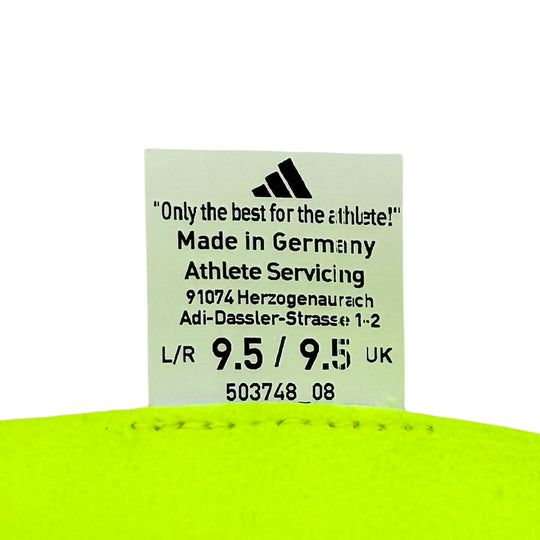 "Only the best for the athlete!"
Made in Germany
Athlete Servicing
91074 Herzogenaurach
Adi-Dassler-Strasse 1-2
L/R 9.5 / 9.5 UK
503748_08